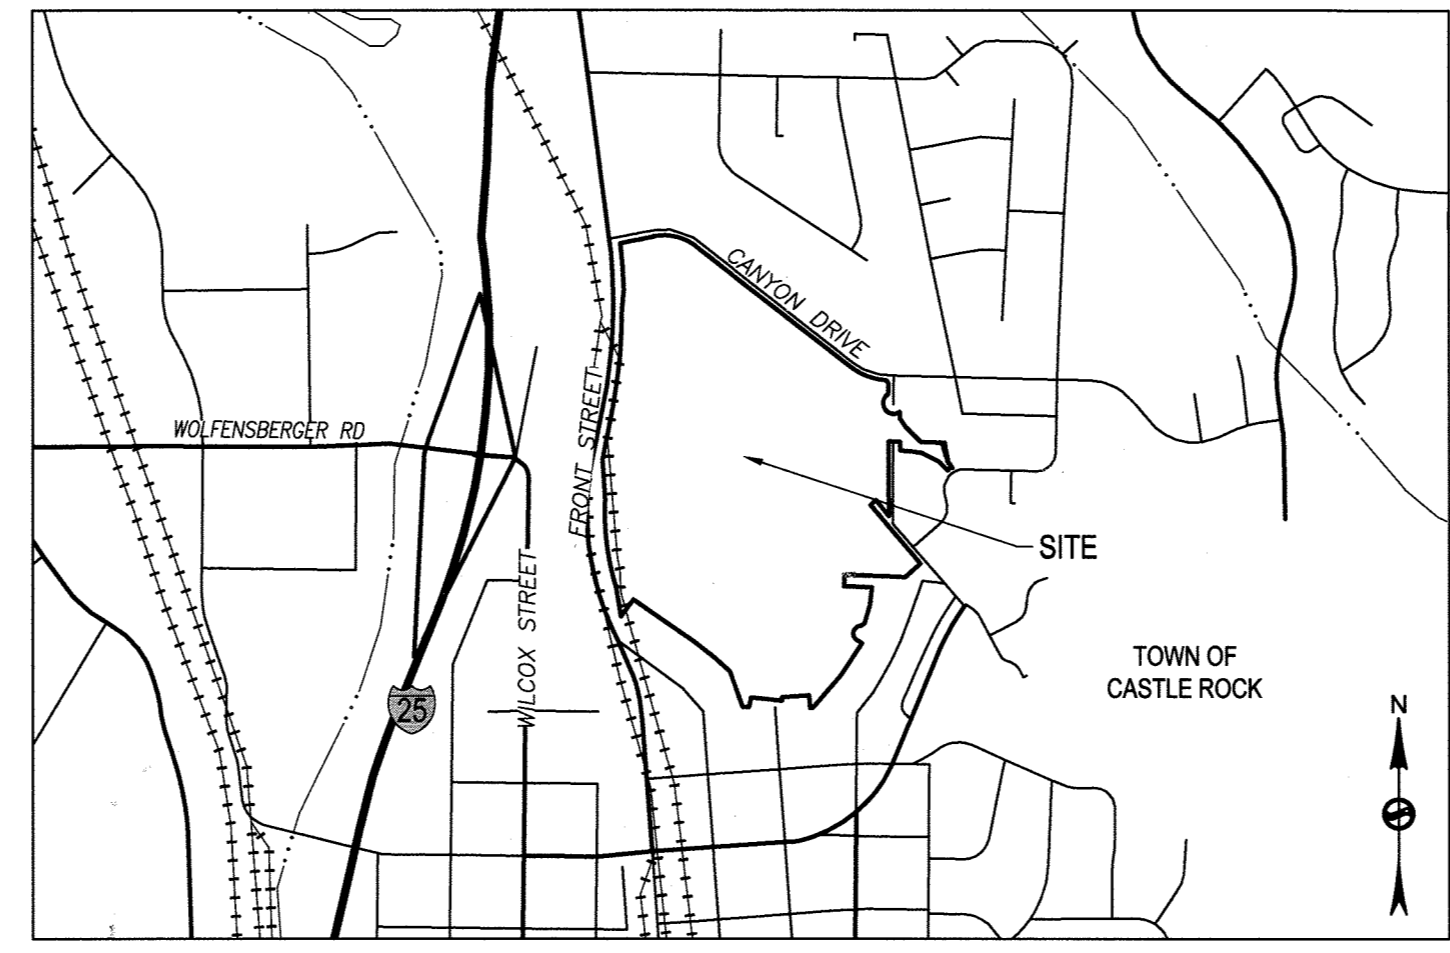 CANYON DRIVE
WOLFENSBERGER RD
FRONT STREET
SITE
WILCOX STREET
TOWN OF
CASTLE ROCK
25
N